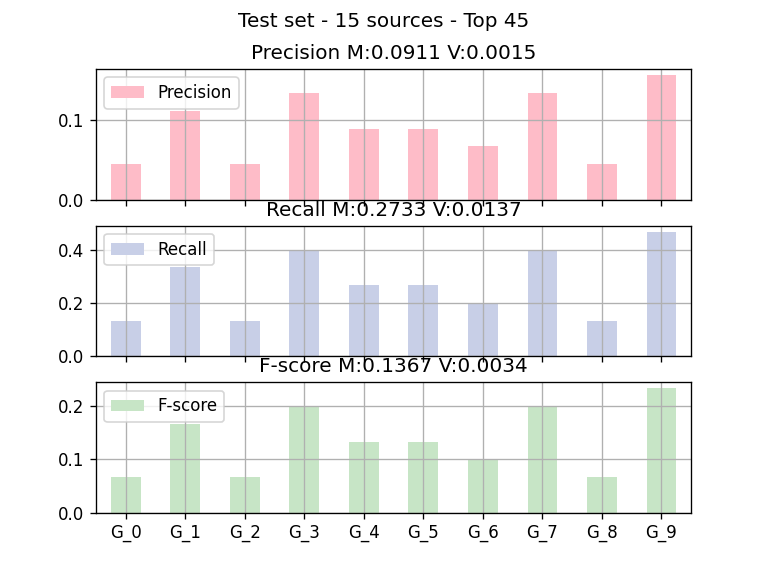 Test set - 15 sources - Top 45
Precision M:0.0911 V:0.0015
Precision
0.1
0.0
Recall M:0.2733 V:0.0137
Recall
0.4
0.2
0.0
F-score M:0.1367 V:0.0034
F-score
0.2
0.1
0.0
G_0 G_1 G_2 G_3 G_4 G_5 G_6 G_7 G_8 G_9